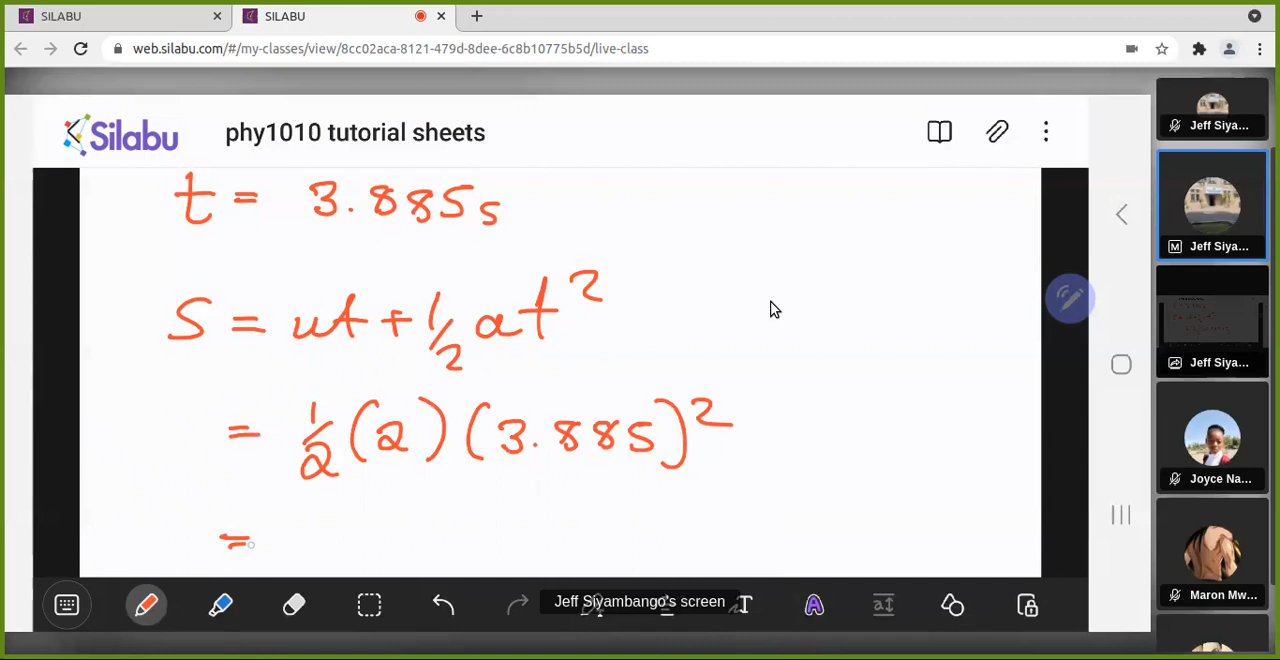 SILABU
SILABU
web.silabu.com/#/my-classes/view/8cc02aca-8121-479d-8dee-6c8b10775b5d/live-class
Silabu
phy1010 tutorial sheets
t = 3.885s
S = ut + 1/2 at²
= 1/2 (2) (3.885)²
=
Jeff Siyambango's screen
Jeff Siya...
Jeff Siya...
Jeff Siya...
Joyce Na...
Maron Mw...